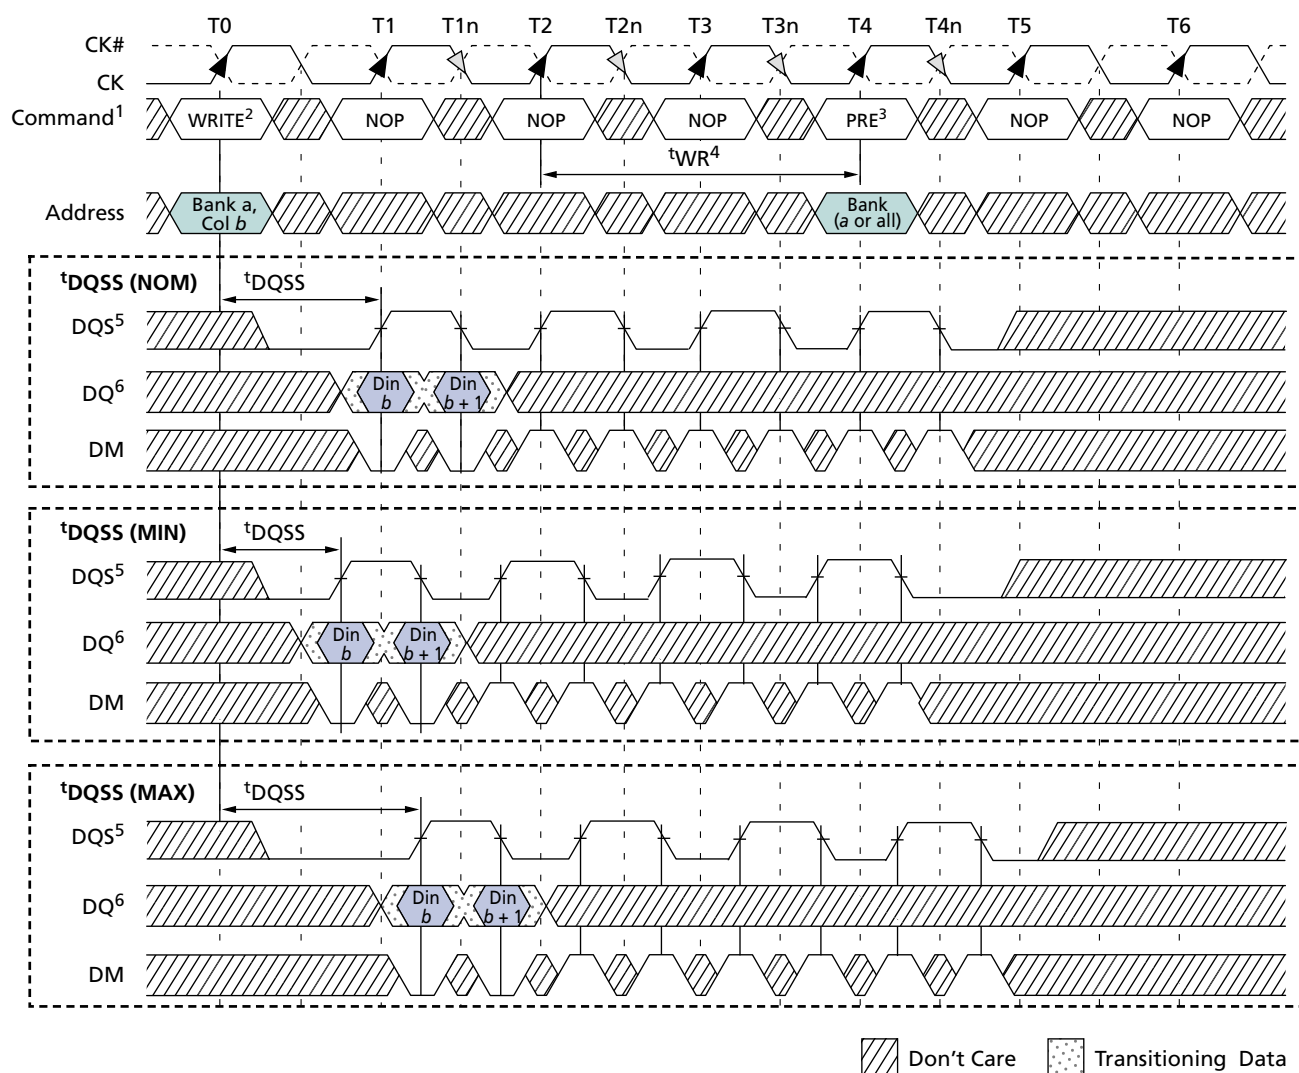 T0 T1 T1n T2 T2n T3 T3n T4 T4n T5 T6
CK#
CK
Command1 WRITE2 NOP NOP NOP PRE3 NOP NOP
tWR4
Address Bank a, Col b Bank (a or all)
tDQSS (NOM) tDQSS
DQS5
DQ6 Din b Din b + 1
DM
tDQSS (MIN) tDQSS
DQS5
DQ6 Din b Din b + 1
DM
tDQSS (MAX) tDQSS
DQS5
DQ6 Din b Din b + 1
DM
Don't Care Transitioning Data